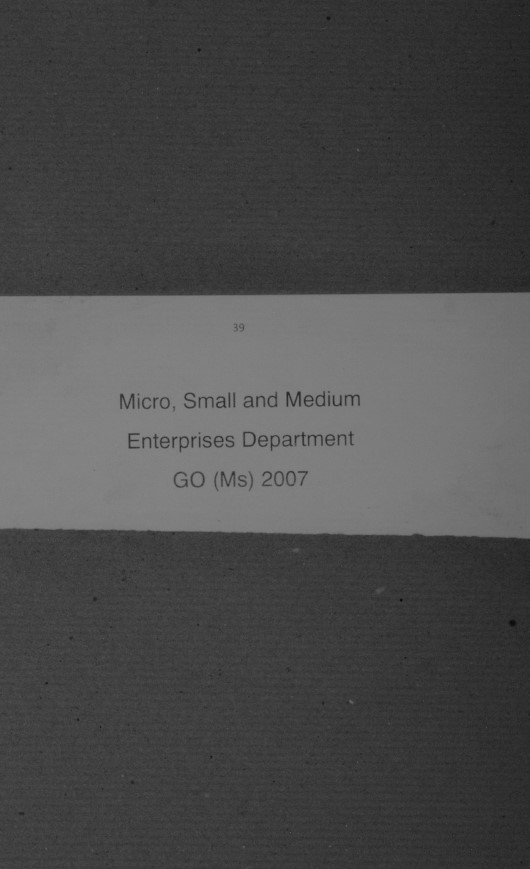 39
Micro, Small and Medium
Enterprises Department
GO (Ms) 2007